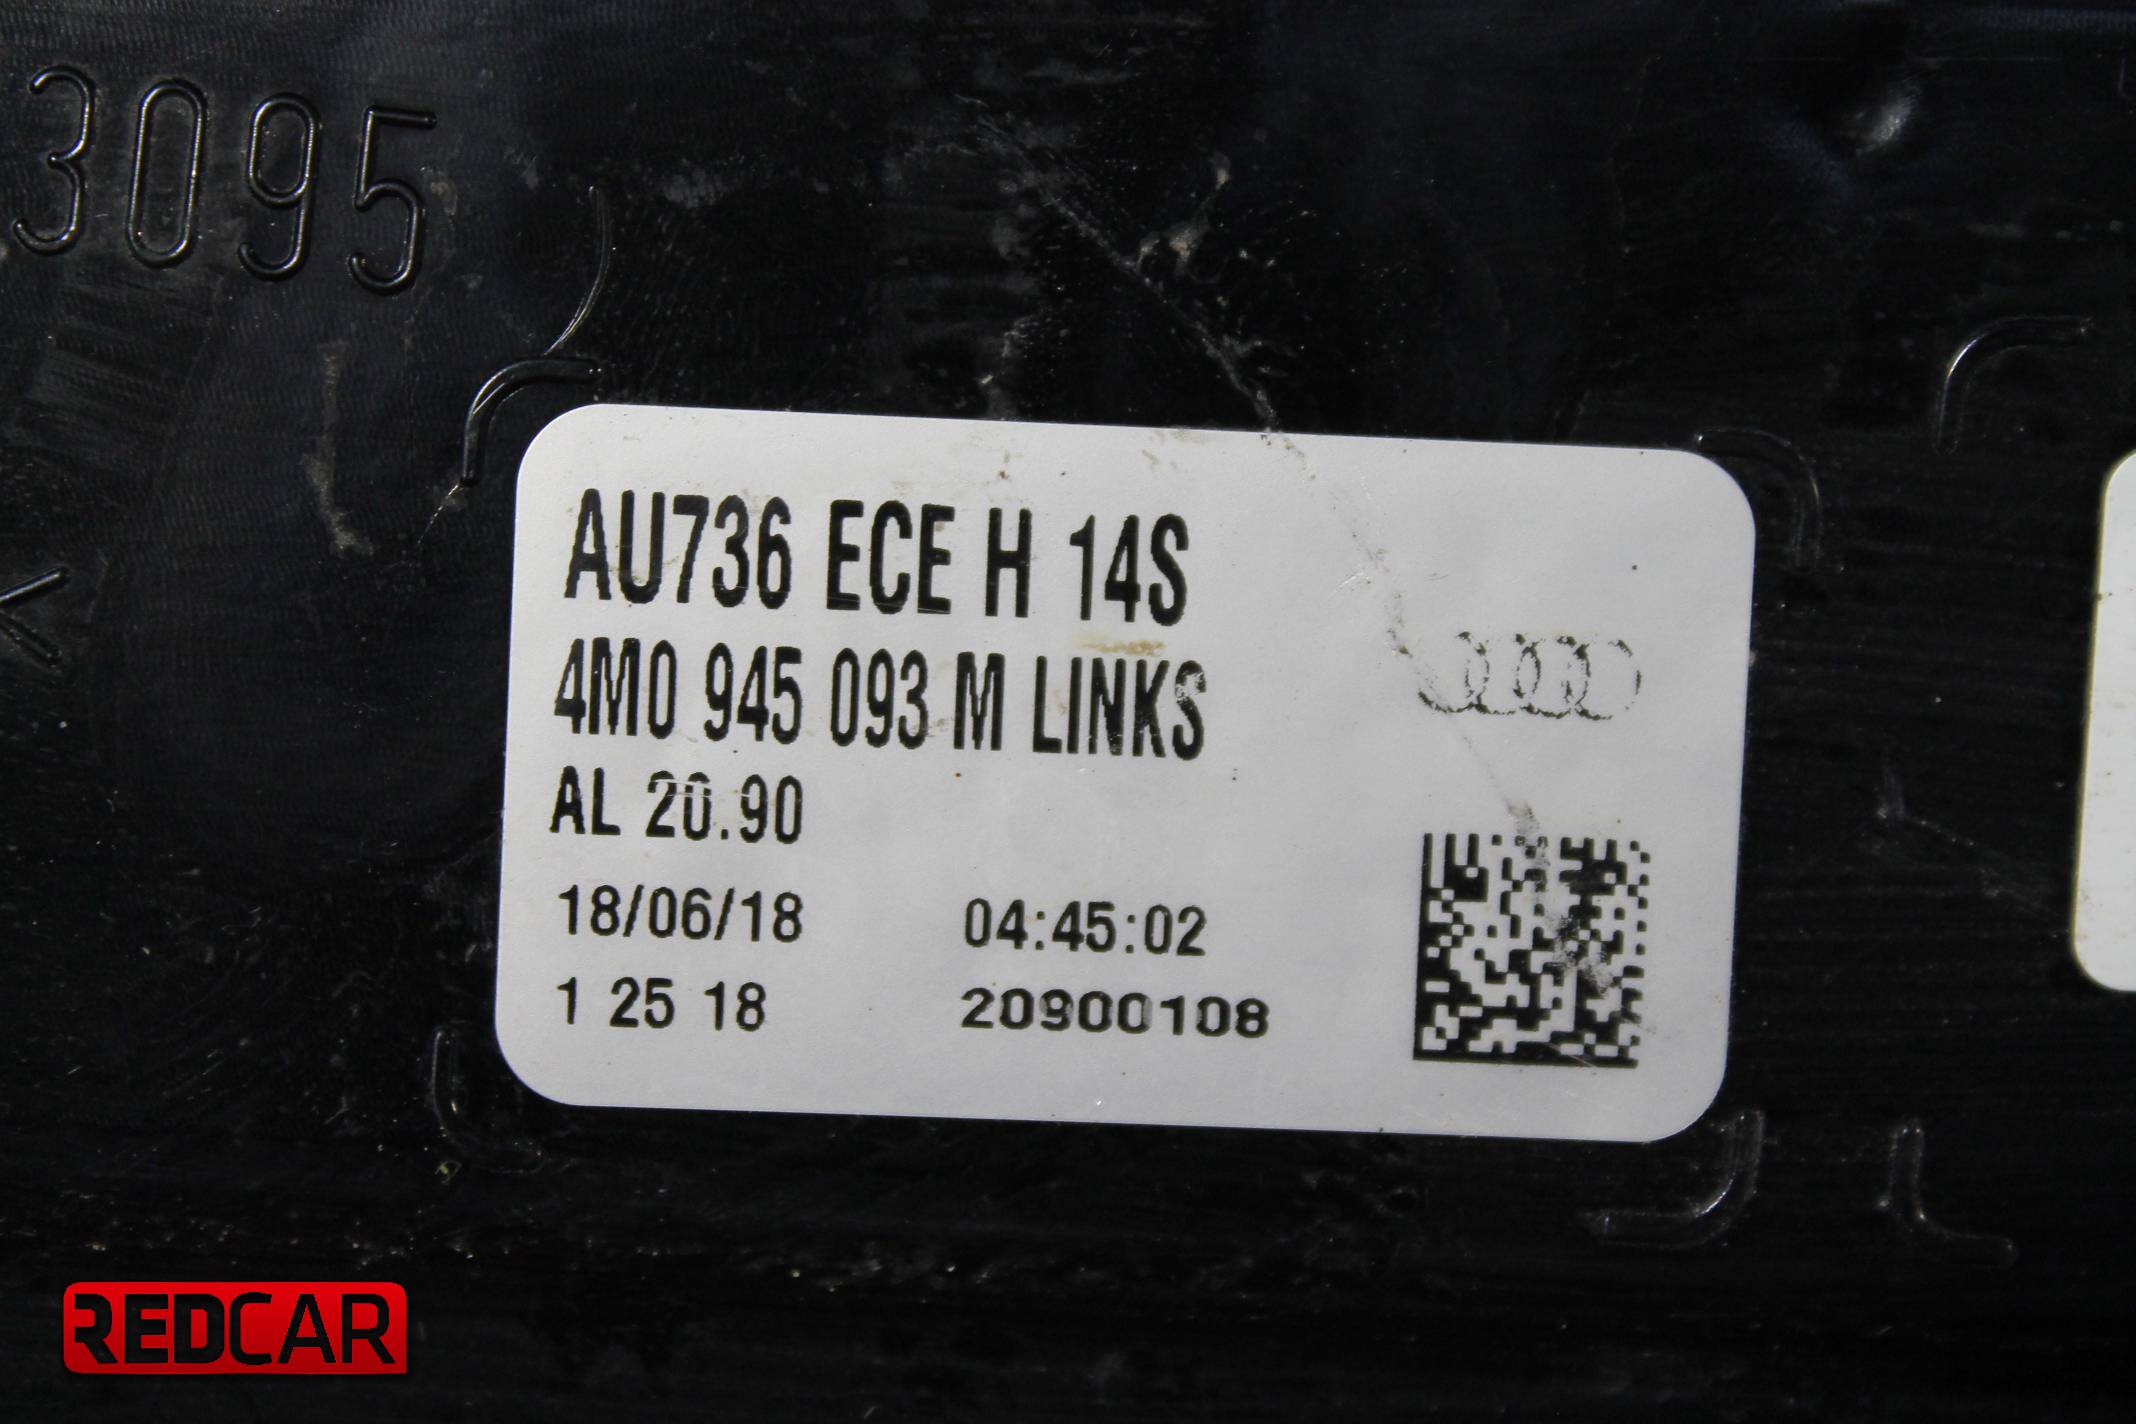 3095
AU736 ECE H 14S
4M0 945 093 M LINKS
AL 20.90
18/06/18 04:45:02
1 25 18 20900108
REDCAR